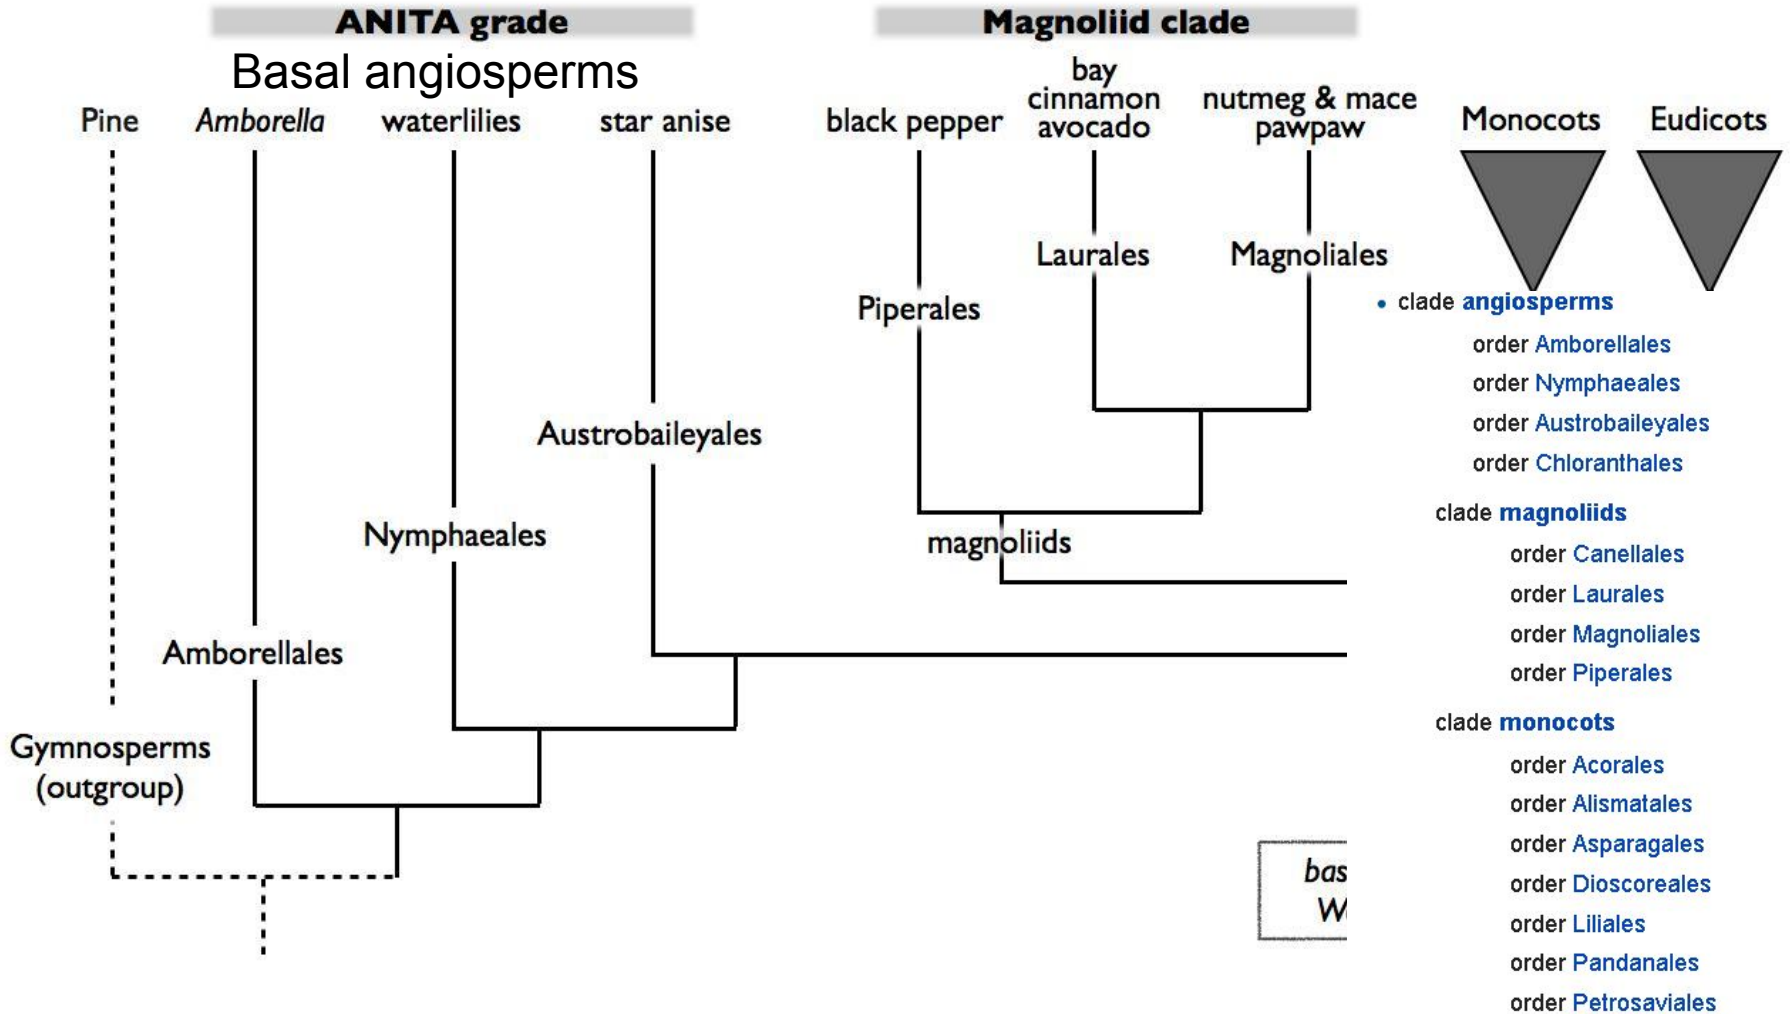 ANITA grade
Magnoliid clade
Basal angiosperms
Pine
Amborella
waterlilies
star anise
black pepper
bay
cinnamon
avocado
nutmeg & mace
pawpaw
Monocots
Eudicots
Laurales
Magnoliales
Piperales
Austrobaileyales
Nymphaeales
magnoliids
Amborellales
Gymnosperms
(outgroup)
• clade angiosperms
order Amborellales
order Nymphaeales
order Austrobaileyales
order Chloranthales
clade magnoliids
order Canellales
order Laurales
order Magnoliales
order Piperales
clade monocots
order Acorales
order Alismatales
order Asparagales
order Dioscoreales
order Liliales
order Pandanales
order Petrosaviales
bas